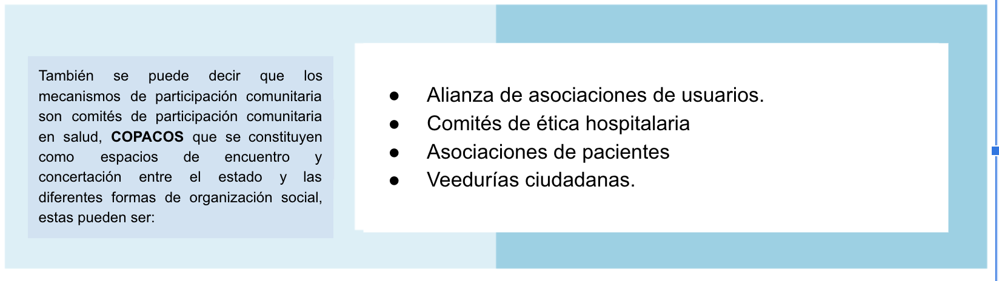 También se puede decir que los
mecanismos de participación comunitaria
son comités de participación comunitaria
en salud, COPACOS que se constituyen
como espacios de encuentro y
concertación entre el estado y las
diferentes formas de organización social,
estas pueden ser:
● Alianza de asociaciones de usuarios.
● Comités de ética hospitalaria
● Asociaciones de pacientes
● Veedurías ciudadanas.